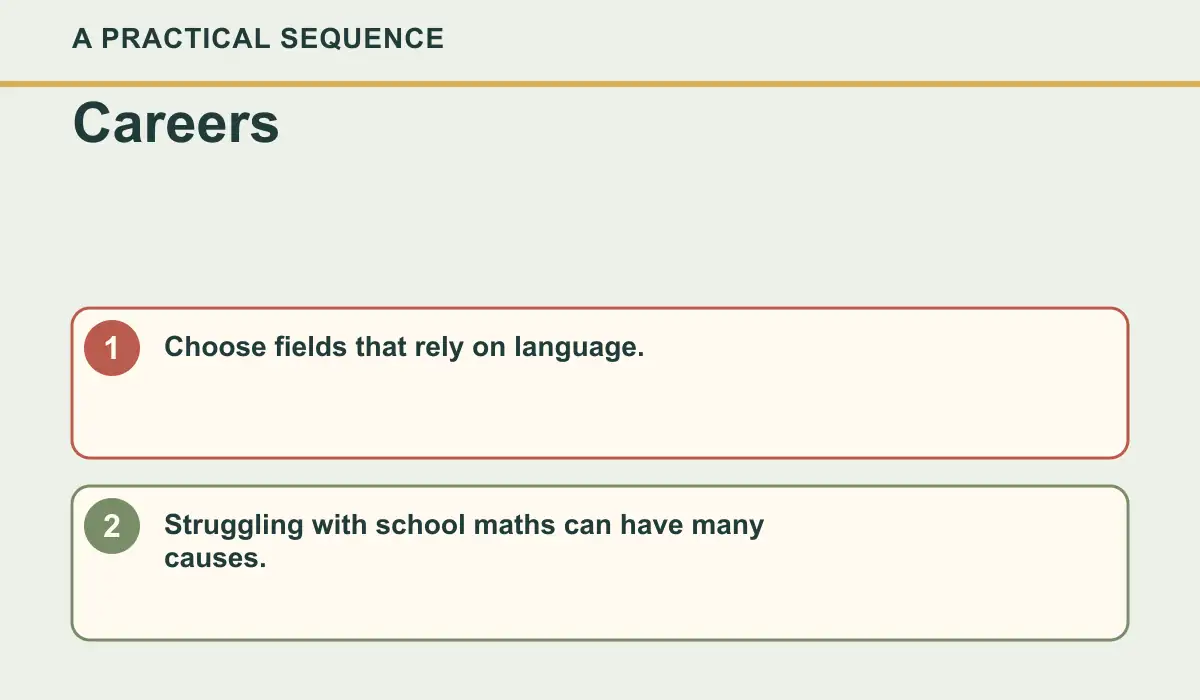 A PRACTICAL SEQUENCE
Careers
1
Choose fields that rely on language.
2
Struggling with school maths can have many
causes.